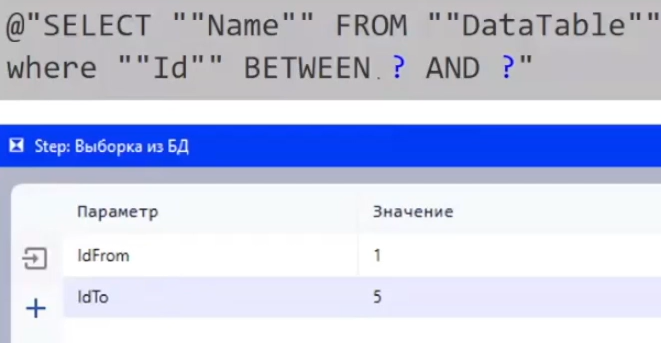 @"SELECT ""Name"" FROM ""DataTable""
where ""Id"" BETWEEN ? AND ?"
Step: Выборка из БД
Параметр Значение
IdFrom 1
IdTo 5